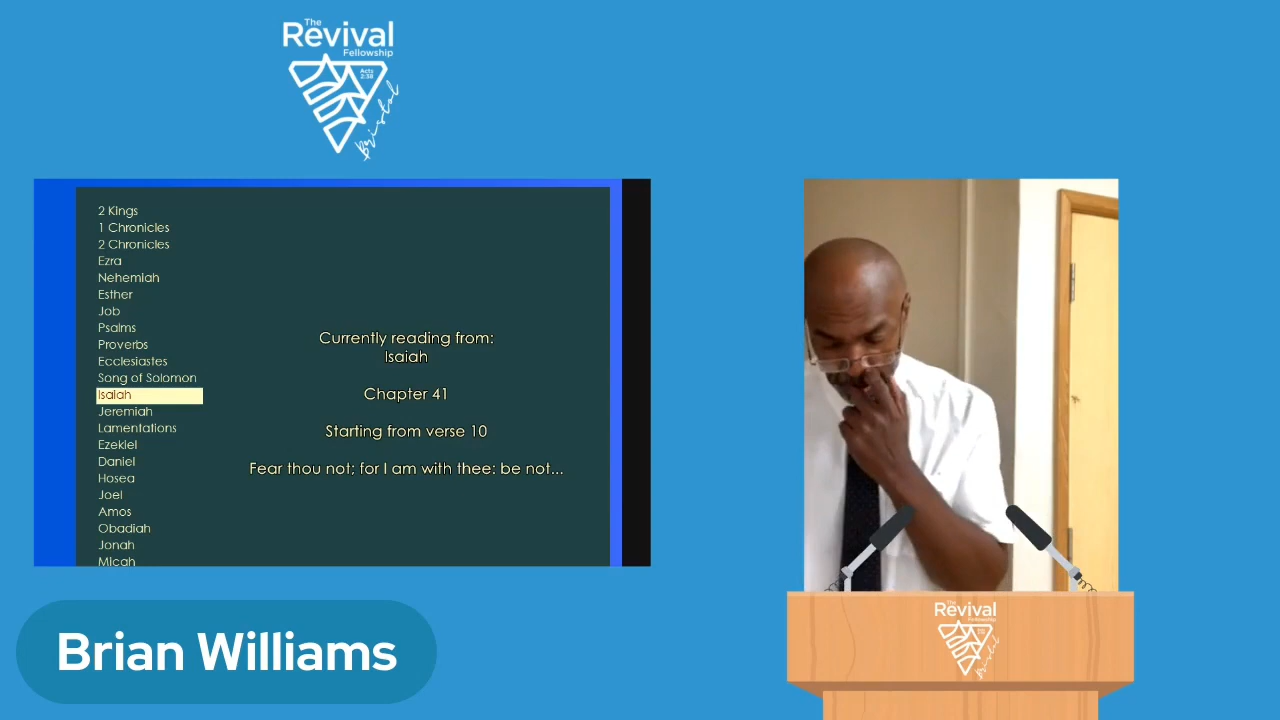 The
Revival
Fellowship
Acts
2:38
Bristol
2 Kings
1 Chronicles
2 Chronicles
Ezra
Nehemiah
Esther
Job
Psalms
Proverbs
Ecclesiastes
Song of Solomon
Isaiah
Jeremiah
Lamentations
Ezekiel
Daniel
Hosea
Joel
Amos
Obadiah
Jonah
Micah
Currently reading from:
Isaiah
Chapter 41
Starting from verse 10
Fear thou not; for I am with thee: be not...
Brian Williams
The
Revival
Fellowship
Bristol